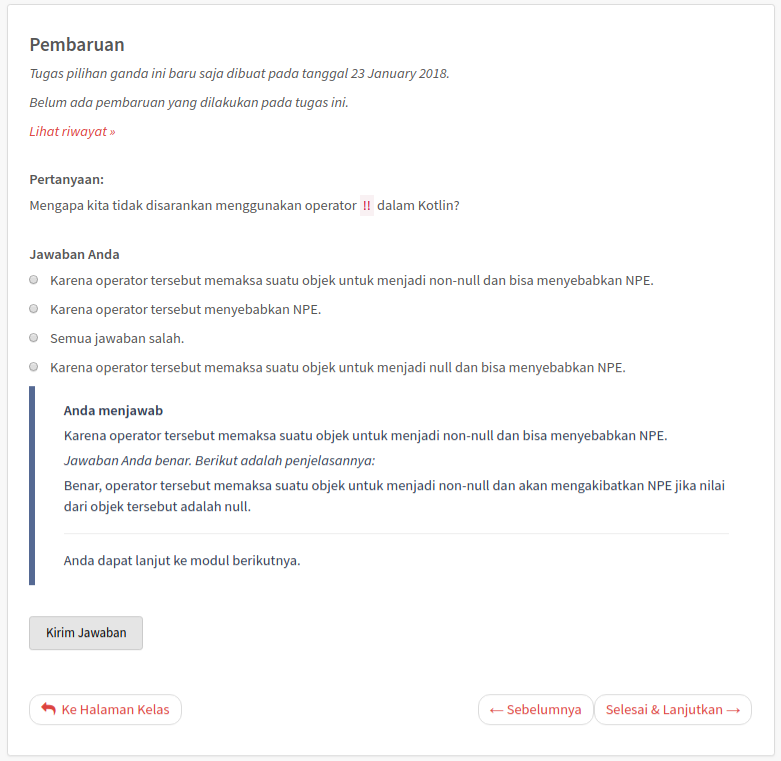 Pembaruan
Tugas pilihan ganda ini baru saja dibuat pada tanggal 23 January 2018.
Belum ada pembaruan yang dilakukan pada tugas ini.
Lihat riwayat »
Pertanyaan:
Mengapa kita tidak disarankan menggunakan operator !! dalam Kotlin?
Jawaban Anda
Karena operator tersebut memaksa suatu objek untuk menjadi non-null dan bisa menyebabkan NPE.
Karena operator tersebut menyebabkan NPE.
Semua jawaban salah.
Karena operator tersebut memaksa suatu objek untuk menjadi null dan bisa menyebabkan NPE.
Anda menjawab
Karena operator tersebut memaksa suatu objek untuk menjadi non-null dan bisa menyebabkan NPE.
Jawaban Anda benar. Berikut adalah penjelasannya:
Benar, operator tersebut memaksa suatu objek untuk menjadi non-null dan akan mengakibatkan NPE jika nilai
dari objek tersebut adalah null.
Anda dapat lanjut ke modul berikutnya.
Kirim Jawaban
Ke Halaman Kelas
← Sebelumnya
Selesai & Lanjutkan →